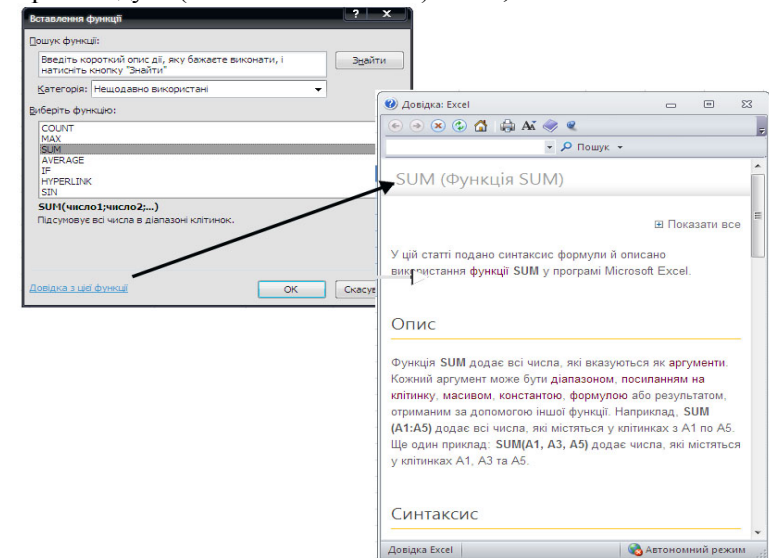 Вставлення функції
Пошук функції:
Введіть короткий опис дії, яку бажаєте виконати, і
натисніть кнопку "Знайти"
Знайти
Категорія: Нещодавно використані
Виберіть функцію:
COUNT
MAX
SUM
AVERAGE
IF
HYPERLINK
SIN
SUM(число1;число2;...)
Підсумовує всі числа в діапазоні клітинок.
Довідка з цієї функції
OK
Довідка: Excel
Пошук
SUM (Функція SUM)
Показати все
У цій статті подано синтаксис формули й описано
використання функції SUM у програмі Microsoft Excel.
Опис
Функція SUM додає всі числа, які вказуються як аргументи.
Кожний аргумент може бути діапазоном, посиланням на
клітинку, масивом, константою, формулою або результатом,
отриманим за допомогою іншої функції. Наприклад, SUM
(A1:A5) додає всі числа, які містяться у клітинках з A1 по A5.
Ще один приклад: SUM(A1, A3, A5) додає числа, які містяться
у клітинках A1, A3 та A5.
Синтаксис
Довідка Excel
Автономний режим